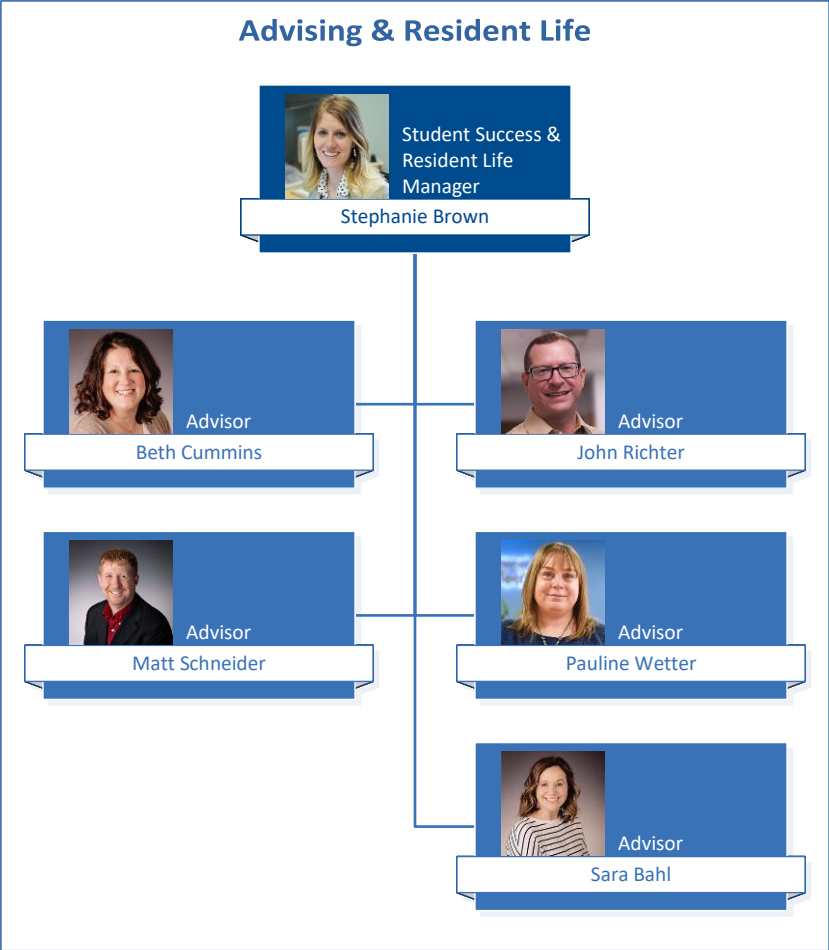 Advising & Resident Life
Student Success &
Resident Life
Manager
Stephanie Brown
Advisor
Beth Cummins
Advisor
John Richter
Advisor
Matt Schneider
Advisor
Pauline Wetter
Advisor
Sara Bahl